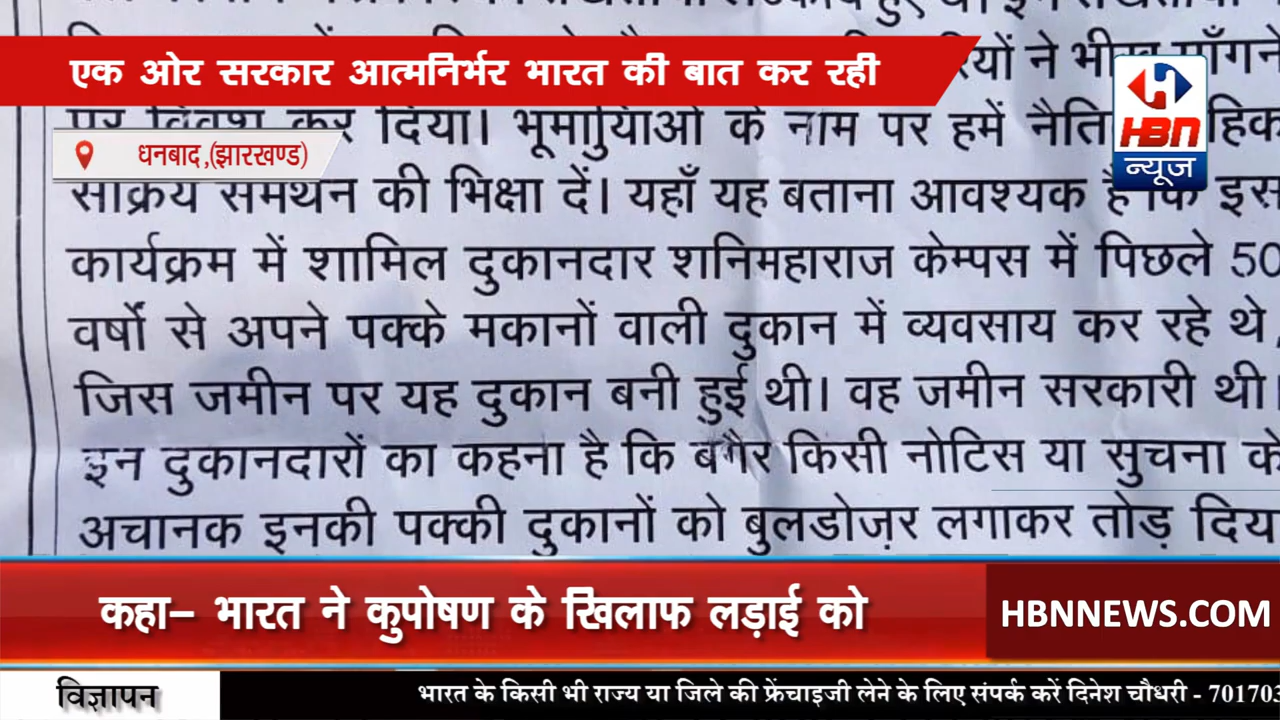 एक ओर सरकार आत्मनिर्भर भारत की बात कर रही
धनबाद,(झारखण्ड)
HBN
न्यूज
ने भीख माँगने
पर विवश कर दिया। के नाम पर हमें
सक्रिय समर्थन की भिक्षा दें। यहाँ यह बताना आवश्यक है कि इस
कार्यक्रम में शामिल दुकानदार शनिमहाराज केम्पस में पिछले 50
वर्षों से अपने पक्के मकानों वाली दुकान में व्यवसाय कर रहे थे,
जिस जमीन पर यह दुकान बनी हुई थी। वह जमीन सरकारी थी।
इन दुकानदारों का कहना है कि बगैर किसी नोटिस या सुचना के
अचानक इनकी पक्की दुकानों को बुलडोज़र लगाकर तोड़ दिय
कहा- भारत ने कुपोषण के खिलाफ लड़ाई को
HBNNEWS.COM
विज्ञापन
भारत के किसी भी राज्य या जिले की फ्रेंचाइजी लेने के लिए संपर्क करें दिनेश चौधरी - 701703